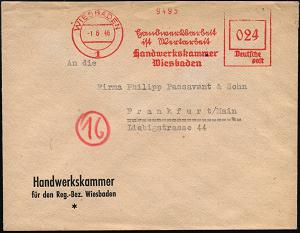 9495
WIESBADEN
-1.6.46
Handwerksarbeit
ist Wertarbeit
Handwerkskammer
Wiesbaden
024
Deutsche
Post
An die
Firma Philipp Passavant & Sohn
Frankfurt/Main
Liebigstrasse 44
16
Handwerkskammer
für den Reg.-Bez. Wiesbaden
*